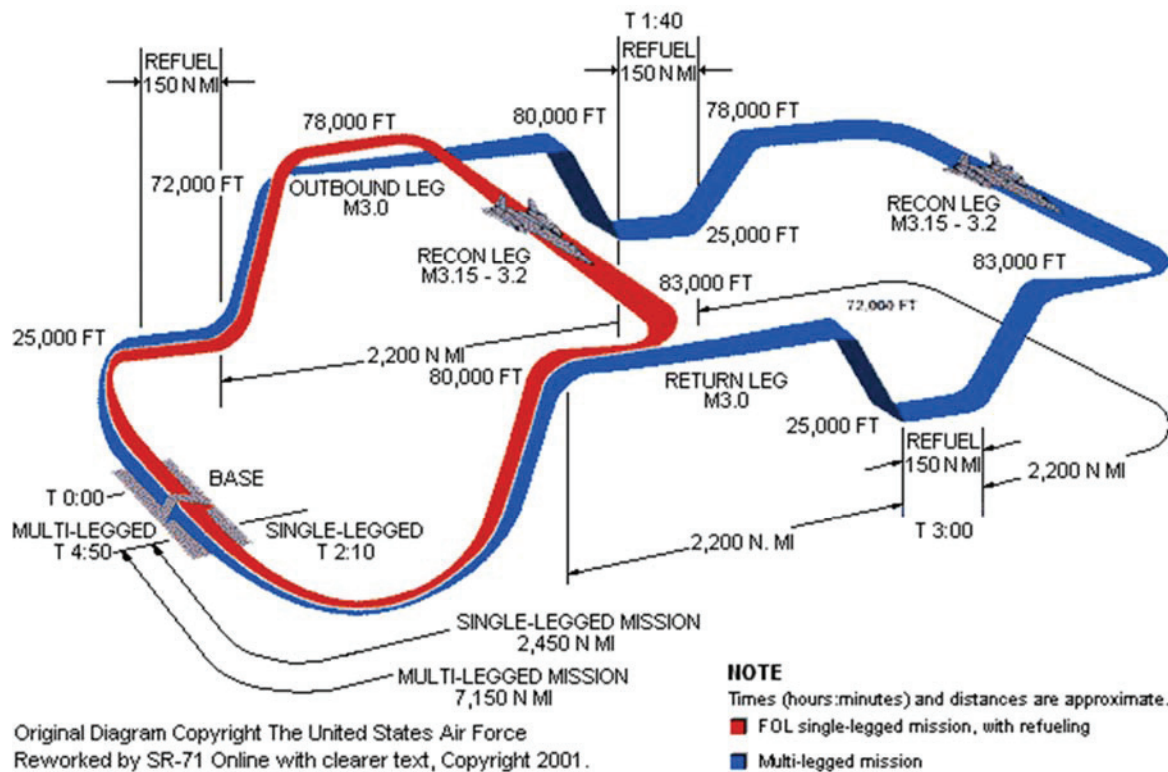 T 1:40
REFUEL
150 N MI
REFUEL
150 N MI
78,000 FT
80,000 FT
78,000 FT
72,000 FT
OUTBOUND LEG
M3.0
RECON LEG
M3.15 - 3.2
25,000 FT
RECON LEG
M3.15 - 3.2
83,000 FT
83,000 FT
72,000 FT
25,000 FT
2,200 N MI
80,000 FT
RETURN LEG
M3.0
25,000 FT
REFUEL
150 N MI
2,200 N MI
T 3:00
2,200 N. MI
BASE
T 0:00
MULTI-LEGGED
T 4:50
SINGLE-LEGGED
T 2:10
SINGLE-LEGGED MISSION
2,450 N MI
MULTI-LEGGED MISSION
7,150 N MI
NOTE
Times (hours:minutes) and distances are approximate.
FOL single-legged mission, with refueling
Multi-legged mission
Original Diagram Copyright The United States Air Force
Reworked by SR-71 Online with clearer text, Copyright 2001.